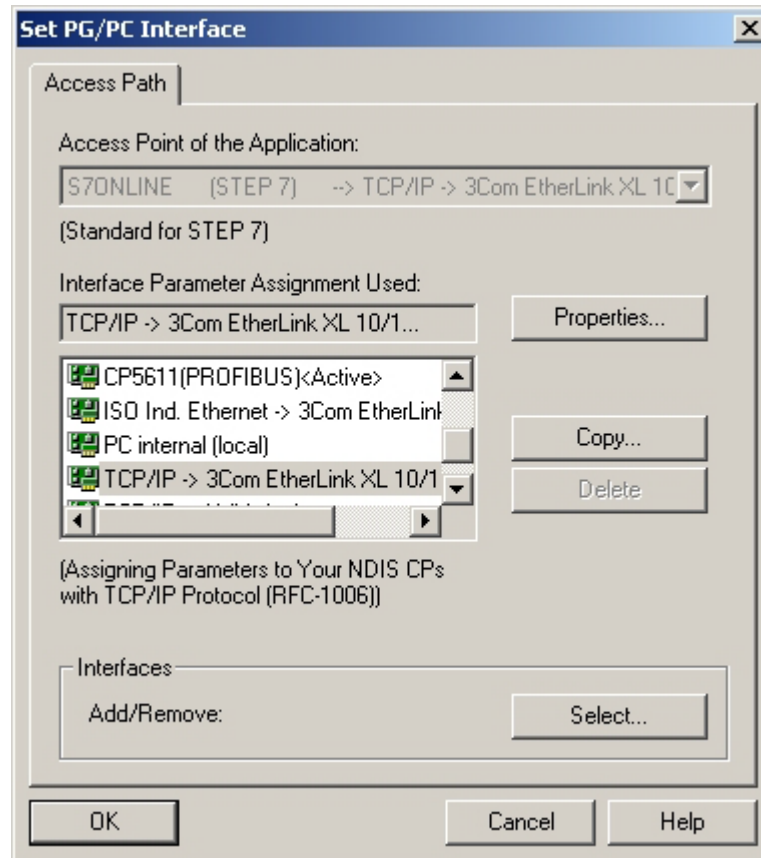 Set PG/PC Interface
Access Path
Access Point of the Application:
S7ONLINE (STEP 7) --> TCP/IP -> 3Com EtherLink XL 10
(Standard for STEP 7)
Interface Parameter Assignment Used:
TCP/IP -> 3Com EtherLink XL 10/1...
Properties...
CP5611(PROFIBUS)<Active>
ISO Ind. Ethernet -> 3Com EtherLink
PC internal (local)
TCP/IP -> 3Com EtherLink XL 10/1
Copy...
Delete
(Assigning Parameters to Your NDIS CPs
with TCP/IP Protocol (RFC-1006))
Interfaces
Add/Remove:
Select...
OK
Cancel
Help